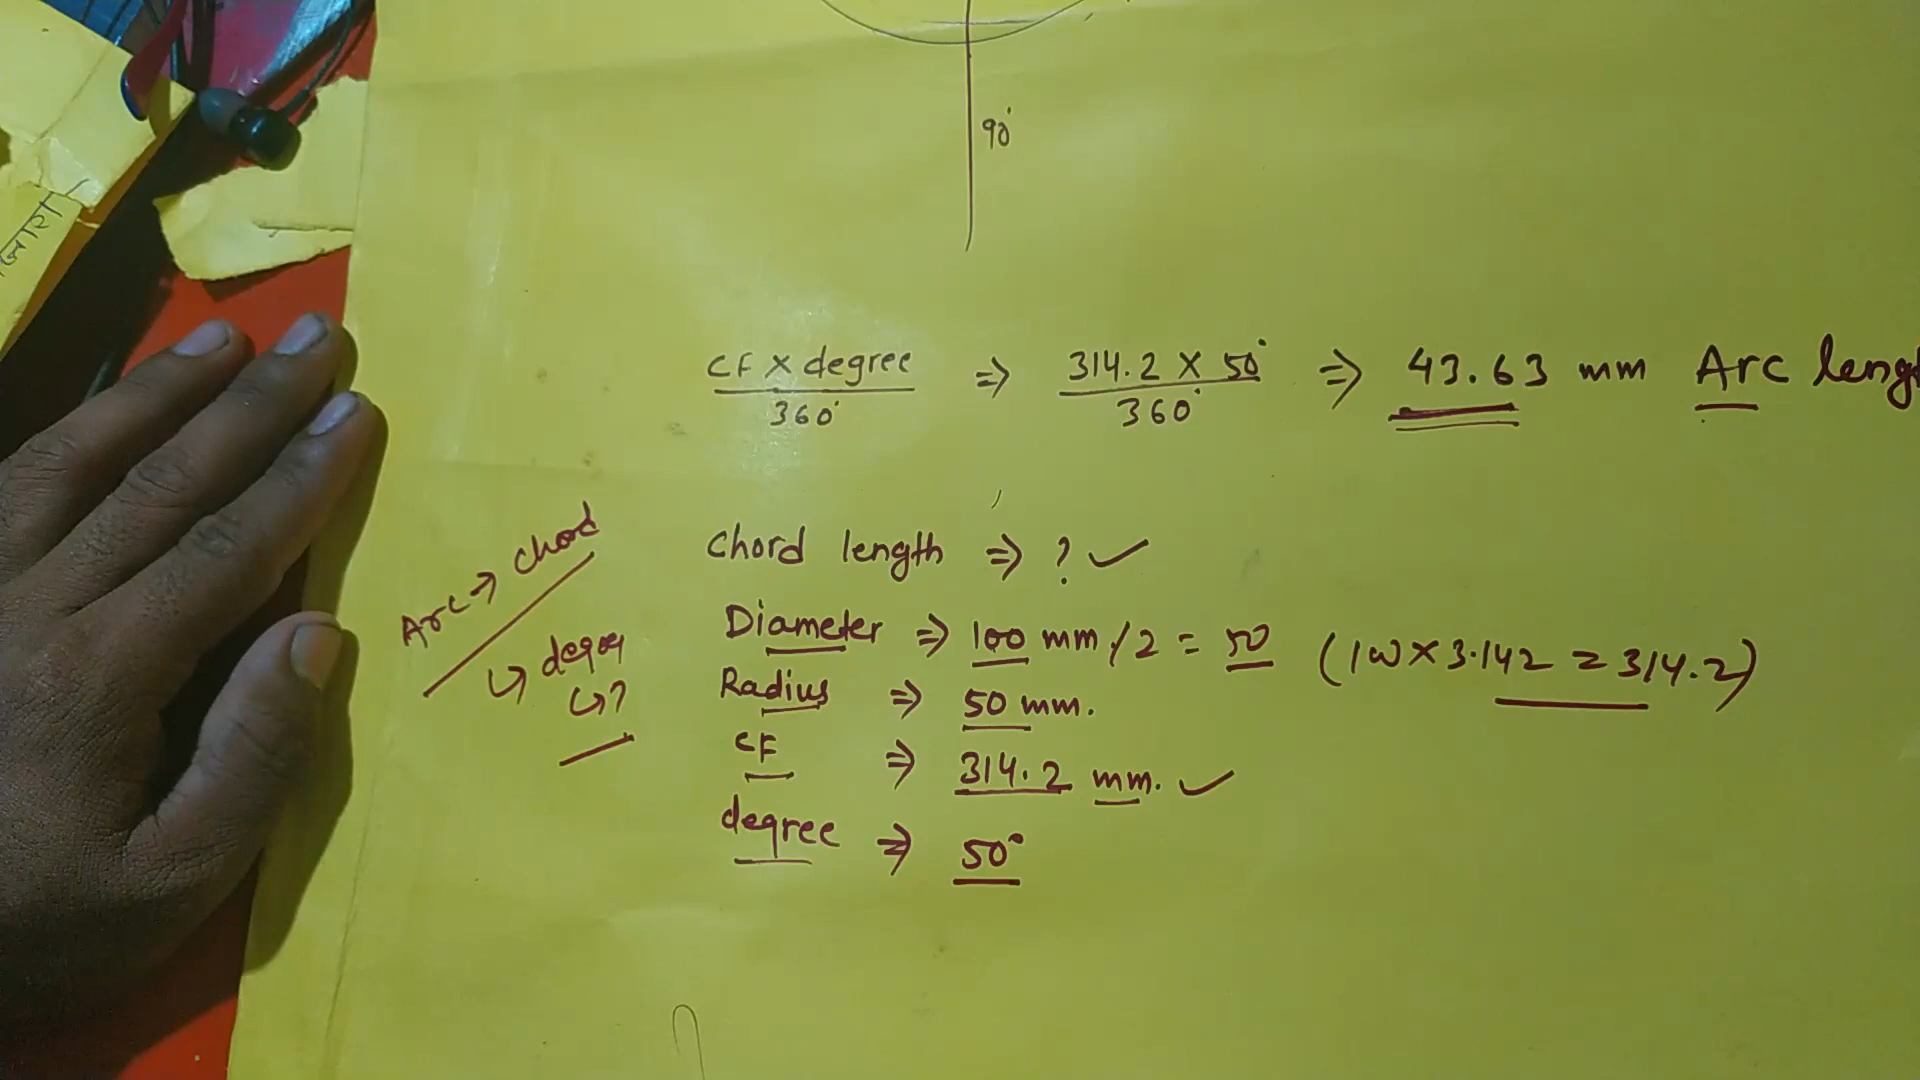 90°
CF X degree / 360° ⇒ 314.2 X 50° / 360° ⇒ 43.63 mm Arc leng
Arc → chord
↳ degre
↳ ?
Chord length ⇒ ? ✓
Diameter ⇒ 100 mm / 2 = 50 (100 X 3.142 = 314.2)
Radius ⇒ 50 mm.
CF ⇒ 314.2 mm. ✓
degree ⇒ 50°